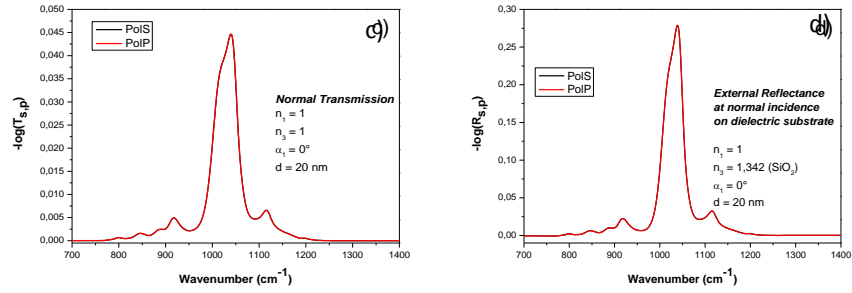 c)
0,050
0,045
0,040
0,035
0,030
0,025
0,020
0,015
0,010
0,005
0,000
-log(Tₛ,ₚ)
PolS
PolP
Normal Transmission
n₁ = 1
n₃ = 1
α₁ = 0°
d = 20 nm
700 800 900 1000 1100 1200 1300 1400
Wavenumber (cm⁻¹)
d)
0,30
0,25
0,20
0,15
0,10
0,05
0,00
-log(Rₛ,ₚ)
PolS
PolP
External Reflectance
at normal incidence
on dielectric substrate
n₁ = 1
n₃ = 1,342 (SiO₂)
α₁ = 0°
d = 20 nm
700 800 900 1000 1100 1200 1300 1400
Wavenumber (cm⁻¹)